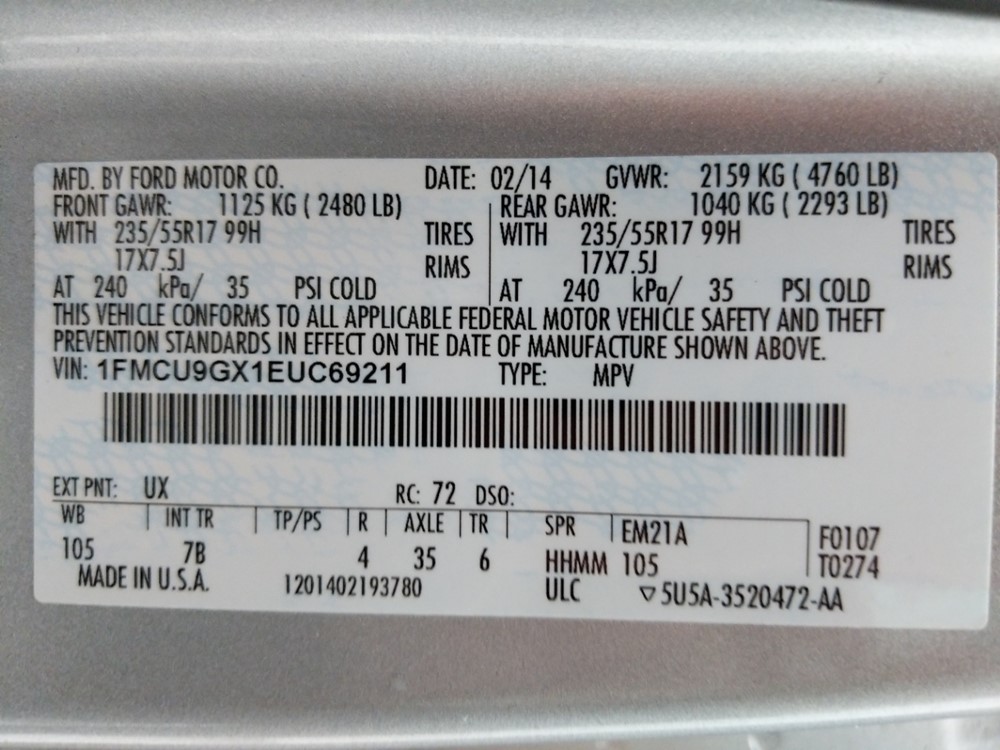 MFD. BY FORD MOTOR CO. DATE: 02/14 GVWR: 2159 KG ( 4760 LB)
FRONT GAWR: 1125 KG ( 2480 LB) REAR GAWR: 1040 KG ( 2293 LB)
WITH 235/55R17 99H TIRES WITH 235/55R17 99H TIRES
17X7.5J RIMS 17X7.5J RIMS
AT 240 kPa/ 35 PSI COLD AT 240 kPa/ 35 PSI COLD
THIS VEHICLE CONFORMS TO ALL APPLICABLE FEDERAL MOTOR VEHICLE SAFETY AND THEFT
PREVENTION STANDARDS IN EFFECT ON THE DATE OF MANUFACTURE SHOWN ABOVE.
VIN: 1FMCU9GX1EUC69211 TYPE: MPV
EXT PNT: UX RC: 72 DSO:
WB INT TR TP/PS R AXLE TR SPR EM21A F0107
105 7B 4 35 6 HHMM 105 T0274
MADE IN U.S.A. 1201402193780 ULC ▽5U5A-3520472-AA